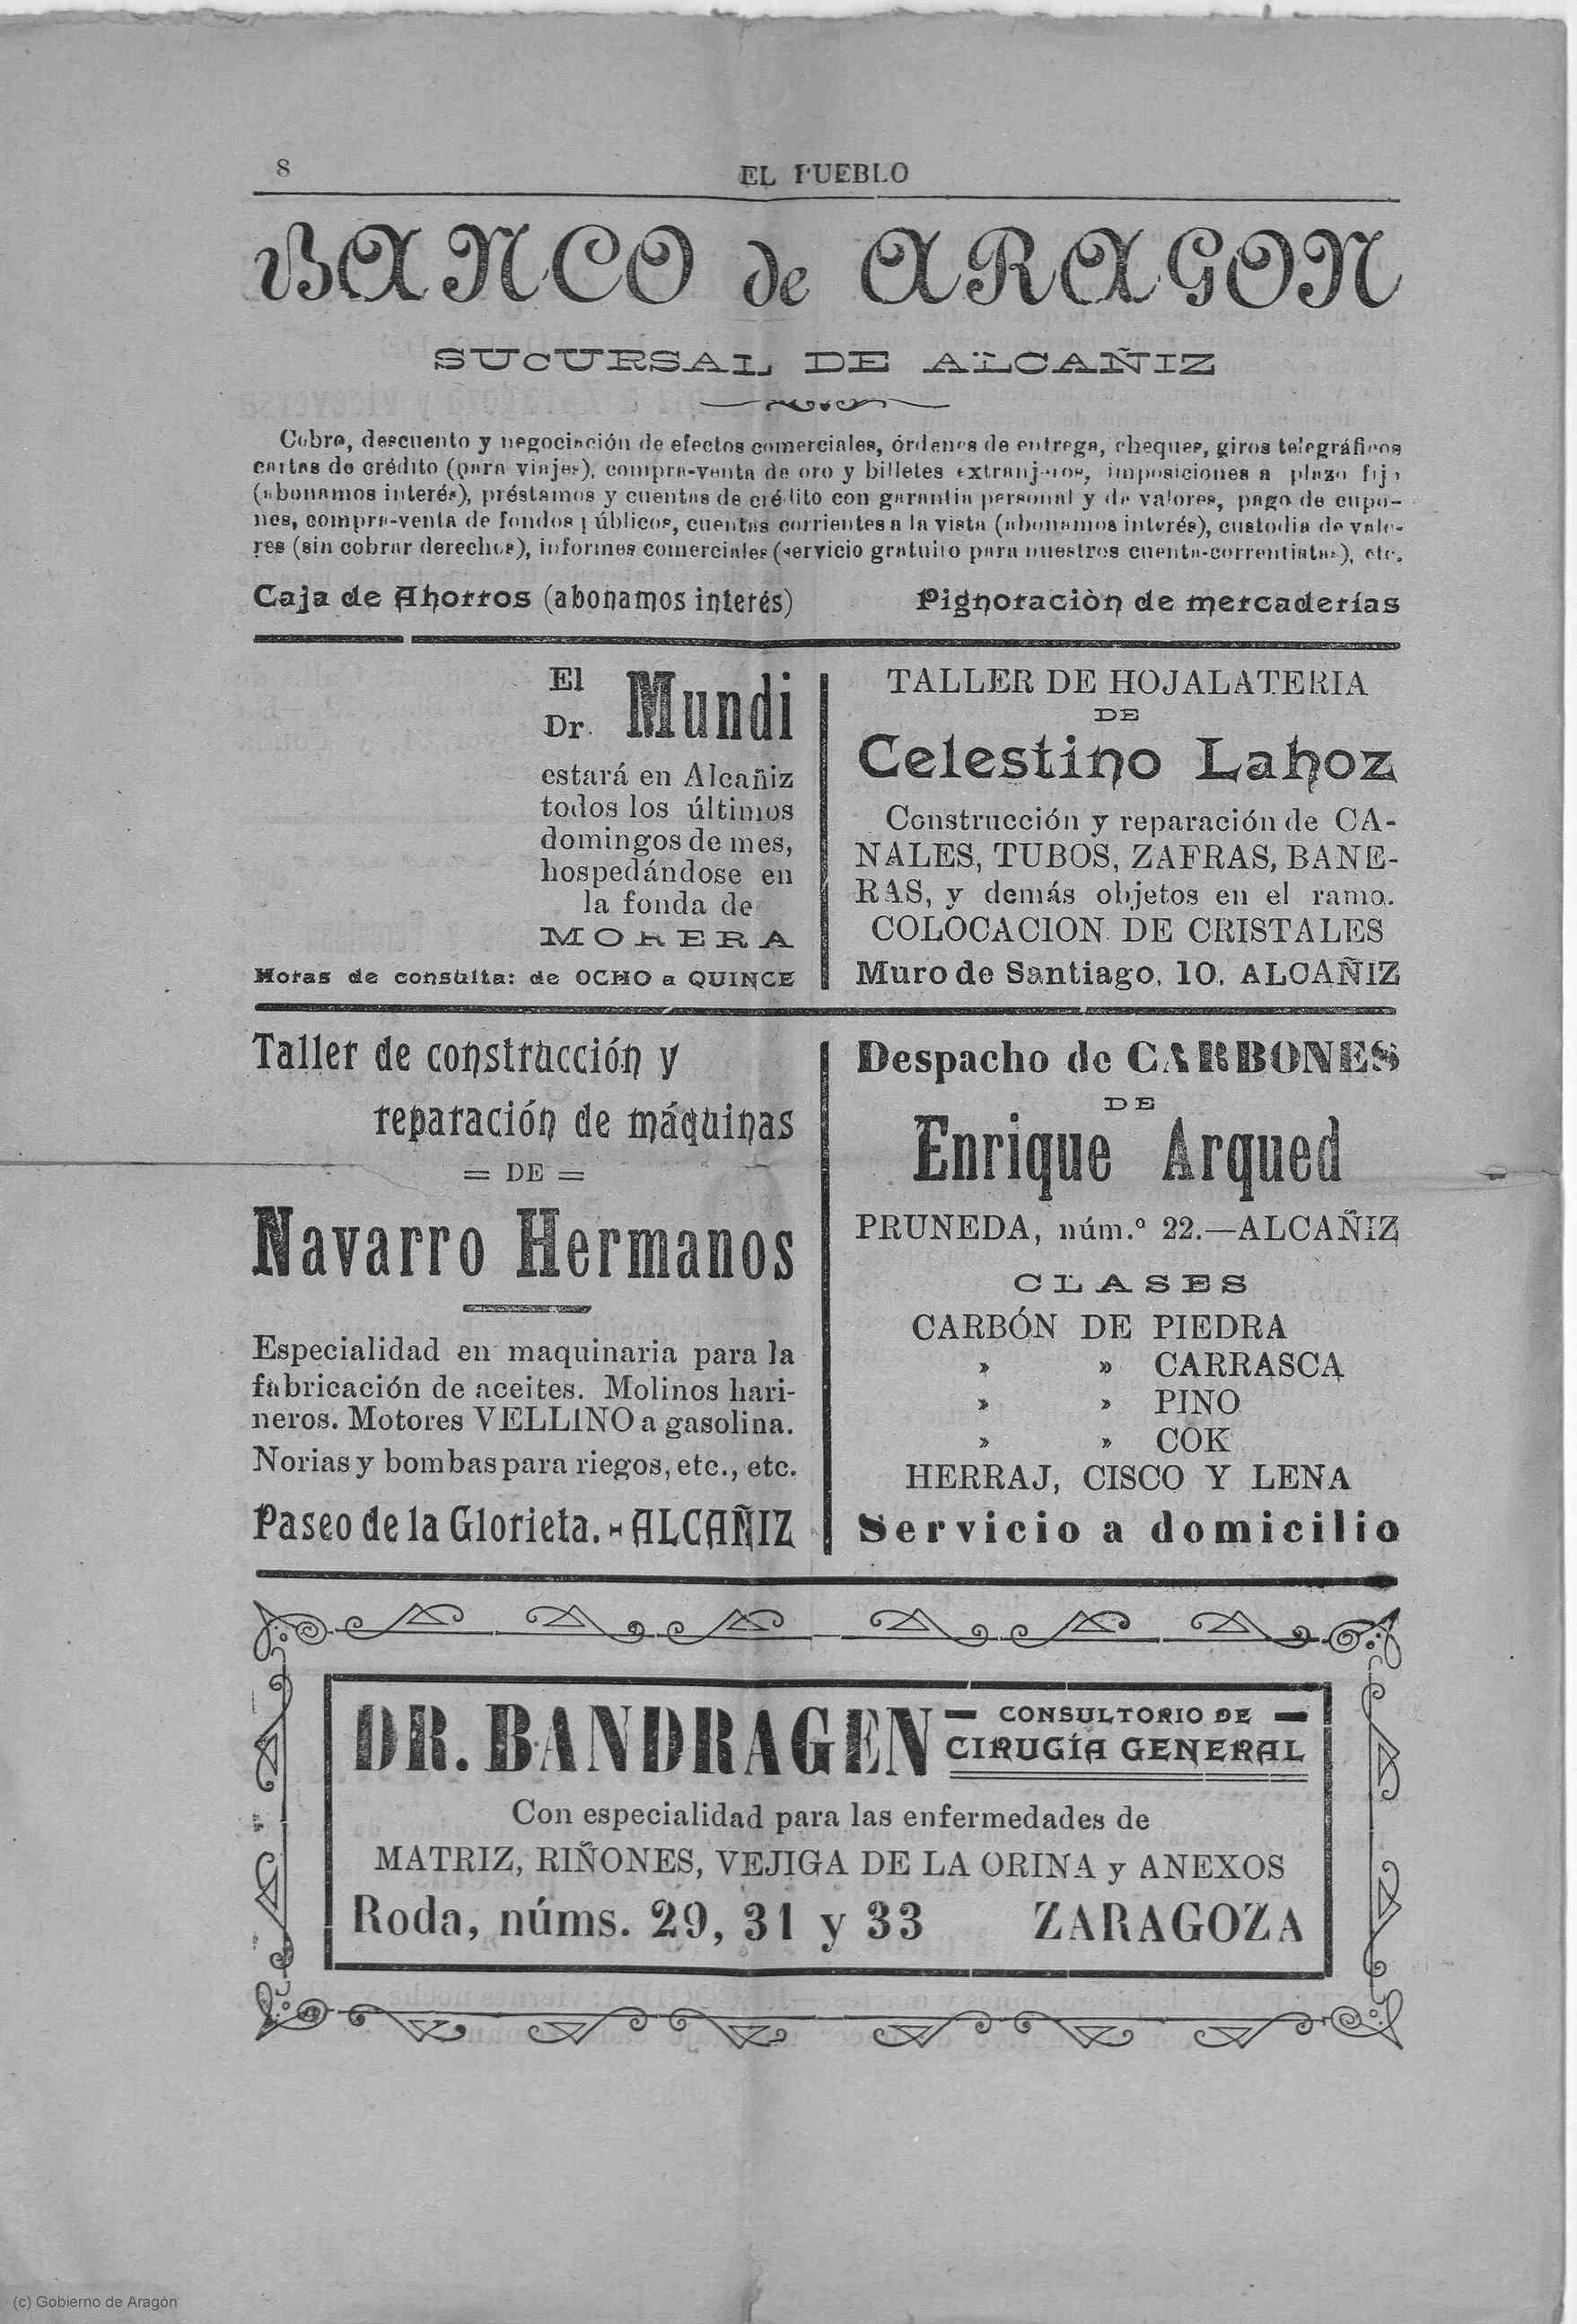 8
EL PUEBLO
BANCO de ARAGON
SUCURSAL DE ALCAÑIZ
Cobro, descuento y negociación de efectos comerciales, órdenes de entrega, cheques, giros telegráficos
cartas de crédito (para viajes), compra-venta de oro y billetes extranjeros, imposiciones a plazo fijo
(abonamos interés), préstamos y cuentas de crédito con garantia personal y de valores, pago de cupo-
nes, compra-venta de fondos públicos, cuentas corrientes a la vista (abonamos interés), custodia de valo-
res (sin cobrar derechos), informes comerciales (servicio gratuito para nuestros cuenta-correntistas), etc.
Caja de Ahorros (abonamos interés)
Pignoraciòn de mercaderías
El
Dr. Mundi
estará en Alcañiz
todos los últimos
domingos de mes,
hospedándose en
la fonda de
MORERA
Horas de consulta: de OCHO a QUINCE
TALLER DE HOJALATERIA
DE
Celestino Lahoz
Construcción y reparación de CA-
NALES, TUBOS, ZAFRAS, BANE-
RAS, y demás objetos en el ramo.
COLOCACION DE CRISTALES
Muro de Santiago, 10. ALCAÑIZ
Taller de construcción y
reparación de máquinas
= DE =
Navarro Hermanos
Especialidad en maquinaria para la
fabricación de aceites. Molinos hari-
neros. Motores VELLINO a gasolina.
Norias y bombas para riegos, etc., etc.
Paseo de la Glorieta.-ALCAÑIZ
Despacho de CARBONES
DE
Enrique Arqued
PRUNEDA, núm.º 22.—ALCAÑIZ
CLASES
CARBÓN DE PIEDRA
» » CARRASCA
» » PINO
» » COK
HERRAJ, CISCO Y LENA
Servicio a domicilio
DR. BANDRAGEN
— CONSULTORIO DE —
CIRUGÍA GENERAL
Con especialidad para las enfermedades de
MATRIZ, RIÑONES, VEJIGA DE LA ORINA y ANEXOS
Roda, núms. 29, 31 y 33 ZARAGOZA
(c) Gobierno de Aragón